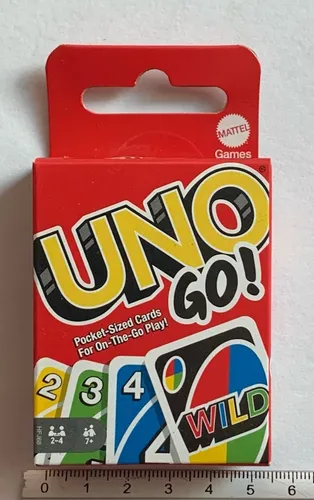 MATTEL
Games
UNO
®
GO!
Pocket-Sized Cards
For On-The-Go Play!
2
3
4
WILD
2-4
7+
0 1 2 3 4 5 6